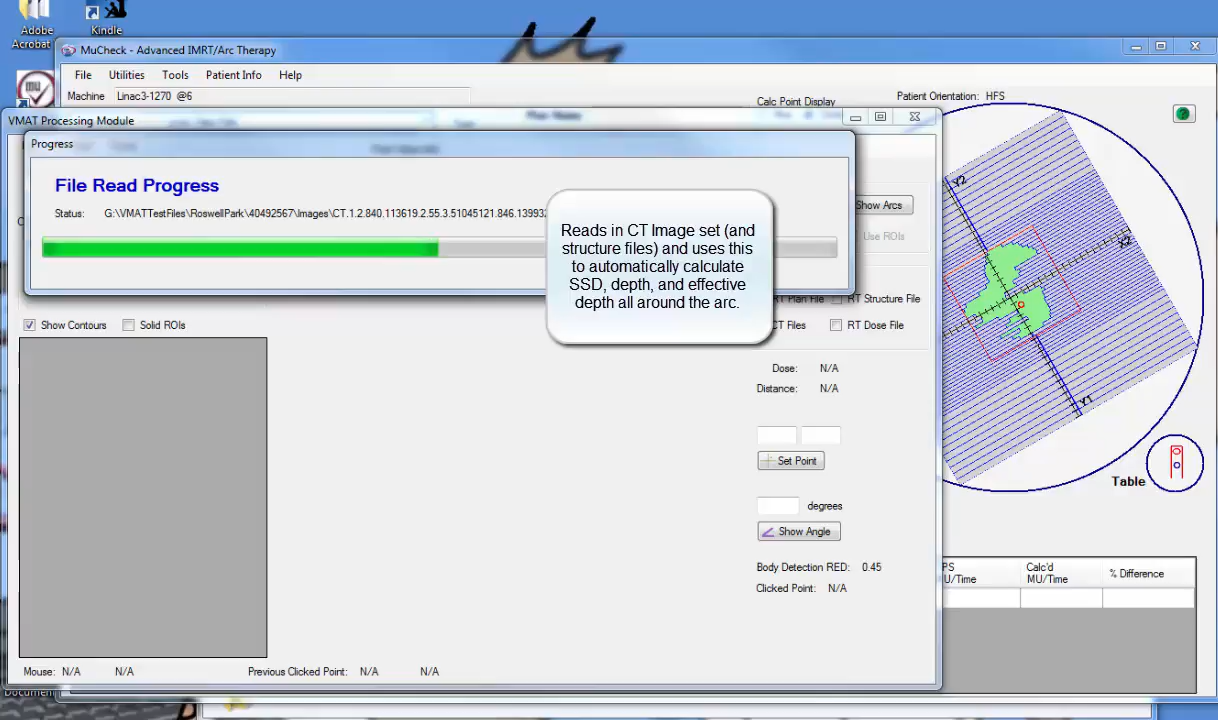 Adobe
Acrobat
Kindle
MuCheck - Advanced IMRT/Arc Therapy
File Utilities Tools Patient Info Help
Machine Linac3-1270 @6
Calc Point Display
Patient Orientation: HFS
VMAT Processing Module
Progress
File Read Progress
Status: G:\VMATTestFiles\RoswellPark\40492567\Images\CT.1.2.840.113619.2.55.3.51045121.846.13993
Reads in CT Image set (and
structure files) and uses this
to automatically calculate
SSD, depth, and effective
depth all around the arc.
Show Arcs
Use ROIs
RT Plan File RT Structure File
CT Files RT Dose File
Show Contours Solid ROIs
Dose: N/A
Distance: N/A
Set Point
degrees
Show Angle
Body Detection RED: 0.45
Clicked Point: N/A
Mouse: N/A N/A Previous Clicked Point: N/A N/A
Y2
X2
Y1
Table
PS
U/Time
Calc'd
MU/Time
% Difference
Document